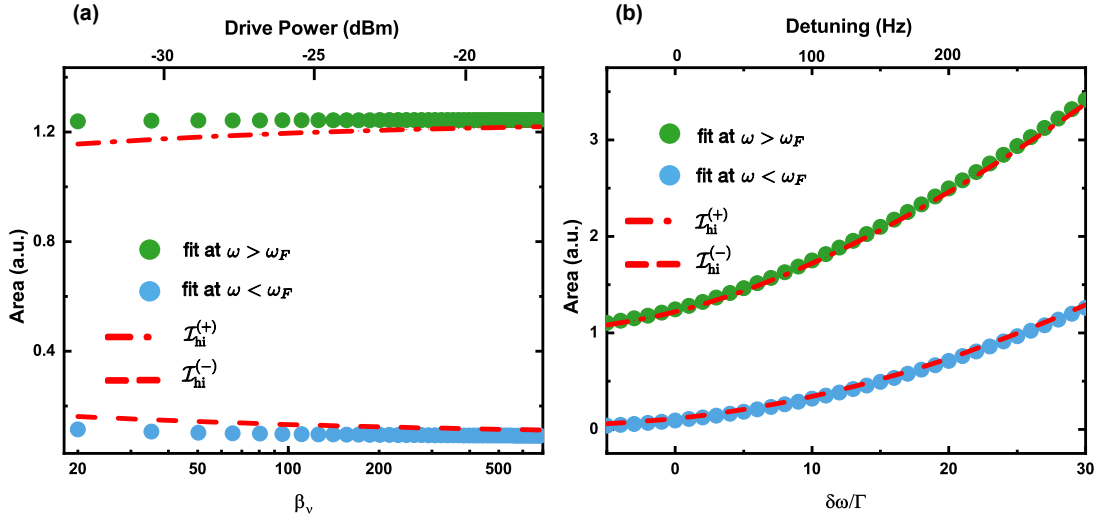 (a)
Drive Power (dBm)
-30 -25 -20
Area (a.u.)
1.2
0.8
0.4
fit at ω > ω_F
fit at ω < ω_F
𝓘_hi^(+)
𝓘_hi^(−)
20 50 100 200 500
β_ν
(b)
Detuning (Hz)
0 100 200
Area (a.u.)
3
2
1
0
fit at ω > ω_F
fit at ω < ω_F
𝓘_hi^(+)
𝓘_hi^(−)
0 10 20 30
δω/Γ